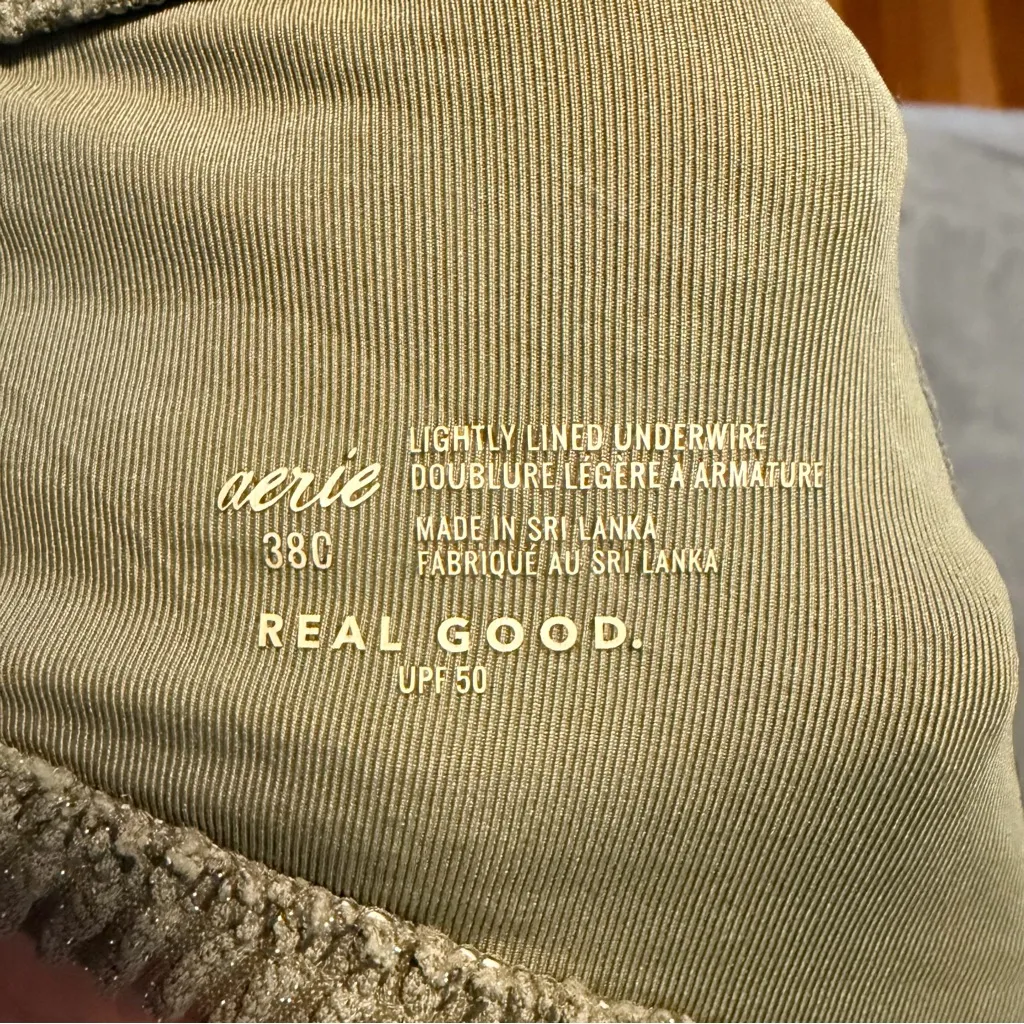 aerie
38C
LIGHTLY LINED UNDERWIRE
DOUBLURE LÉGÈRE À ARMATURE
MADE IN SRI LANKA
FABRIQUÉ AU SRI LANKA
REAL GOOD.
UPF 50